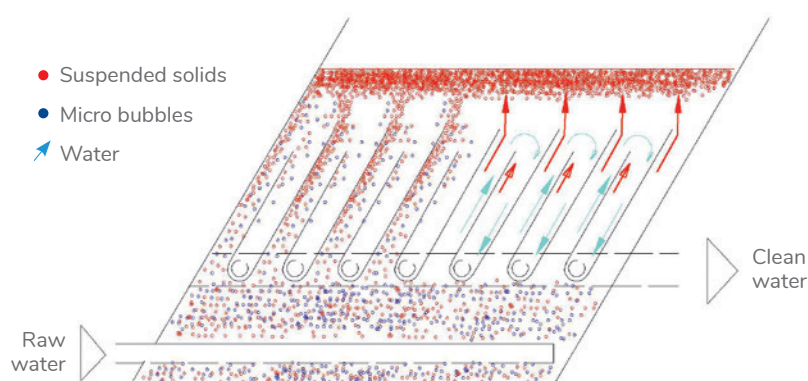 Suspended solids
Micro bubbles
Water
Clean
water
Raw
water